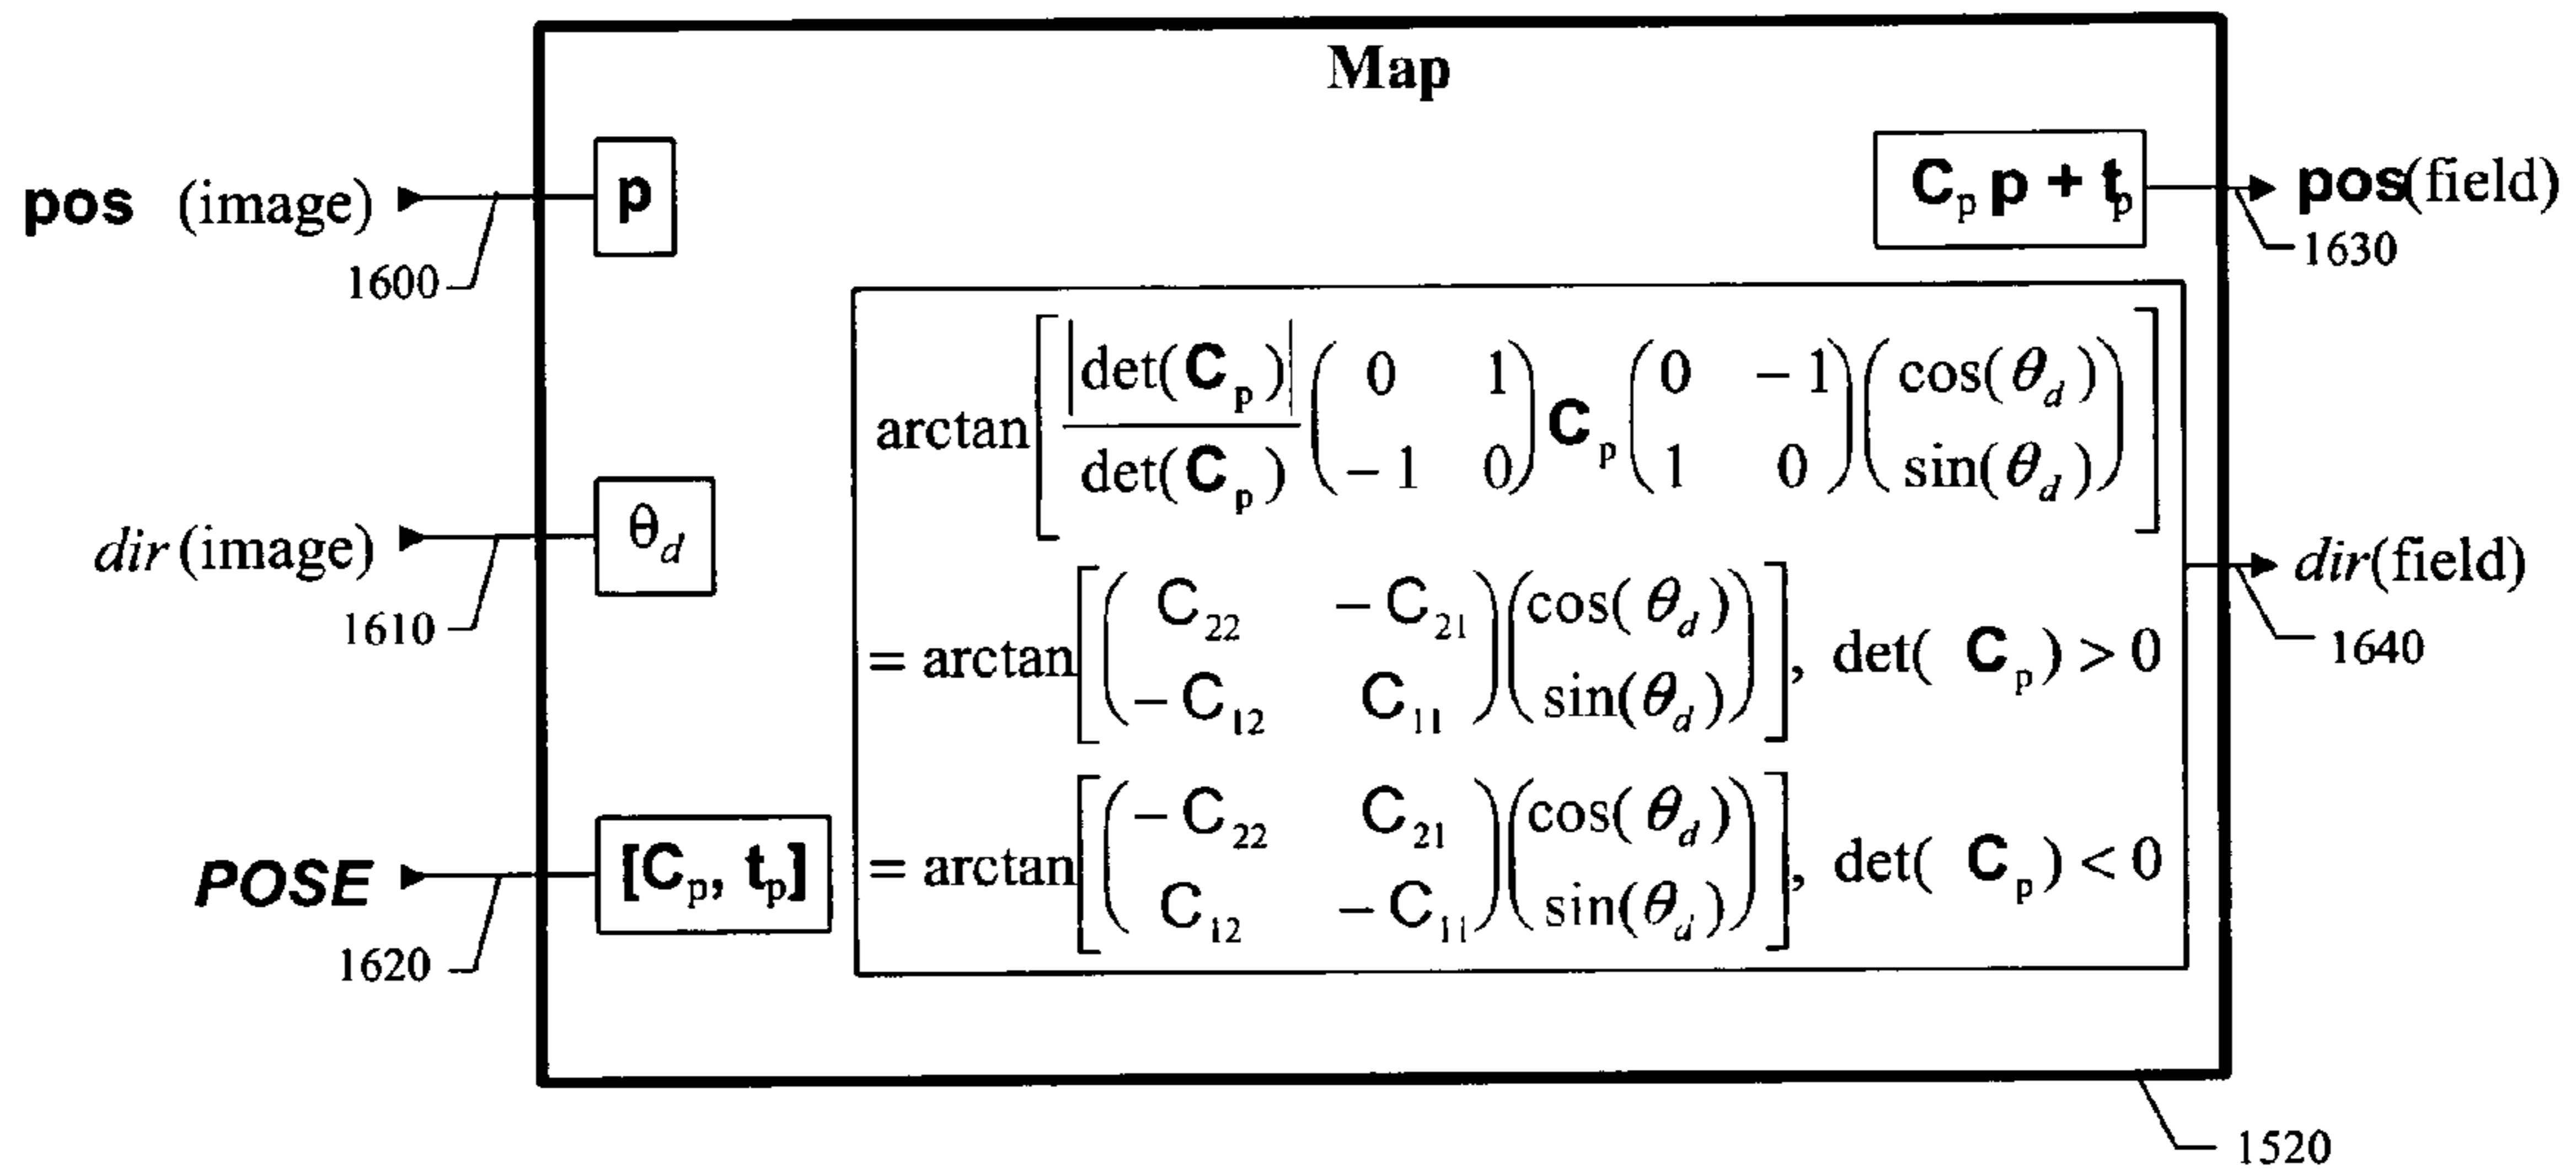 Map
pos (image)
1600
p
C_p p + t_p
pos(field)
1630
arctan[ |det(C_p)| / det(C_p) ( 0 1 ; −1 0 ) C_p ( 0 −1 ; 1 0 ) ( cos(θ_d) ; sin(θ_d) ) ]
dir(image)
1610
θ_d
= arctan[ ( C_22 −C_21 ; −C_12 C_11 ) ( cos(θ_d) ; sin(θ_d) ) ], det( C_p ) > 0
dir(field)
1640
POSE
1620
[C_p, t_p]
= arctan[ ( −C_22 C_21 ; C_12 −C_11 ) ( cos(θ_d) ; sin(θ_d) ) ], det( C_p ) < 0
1520